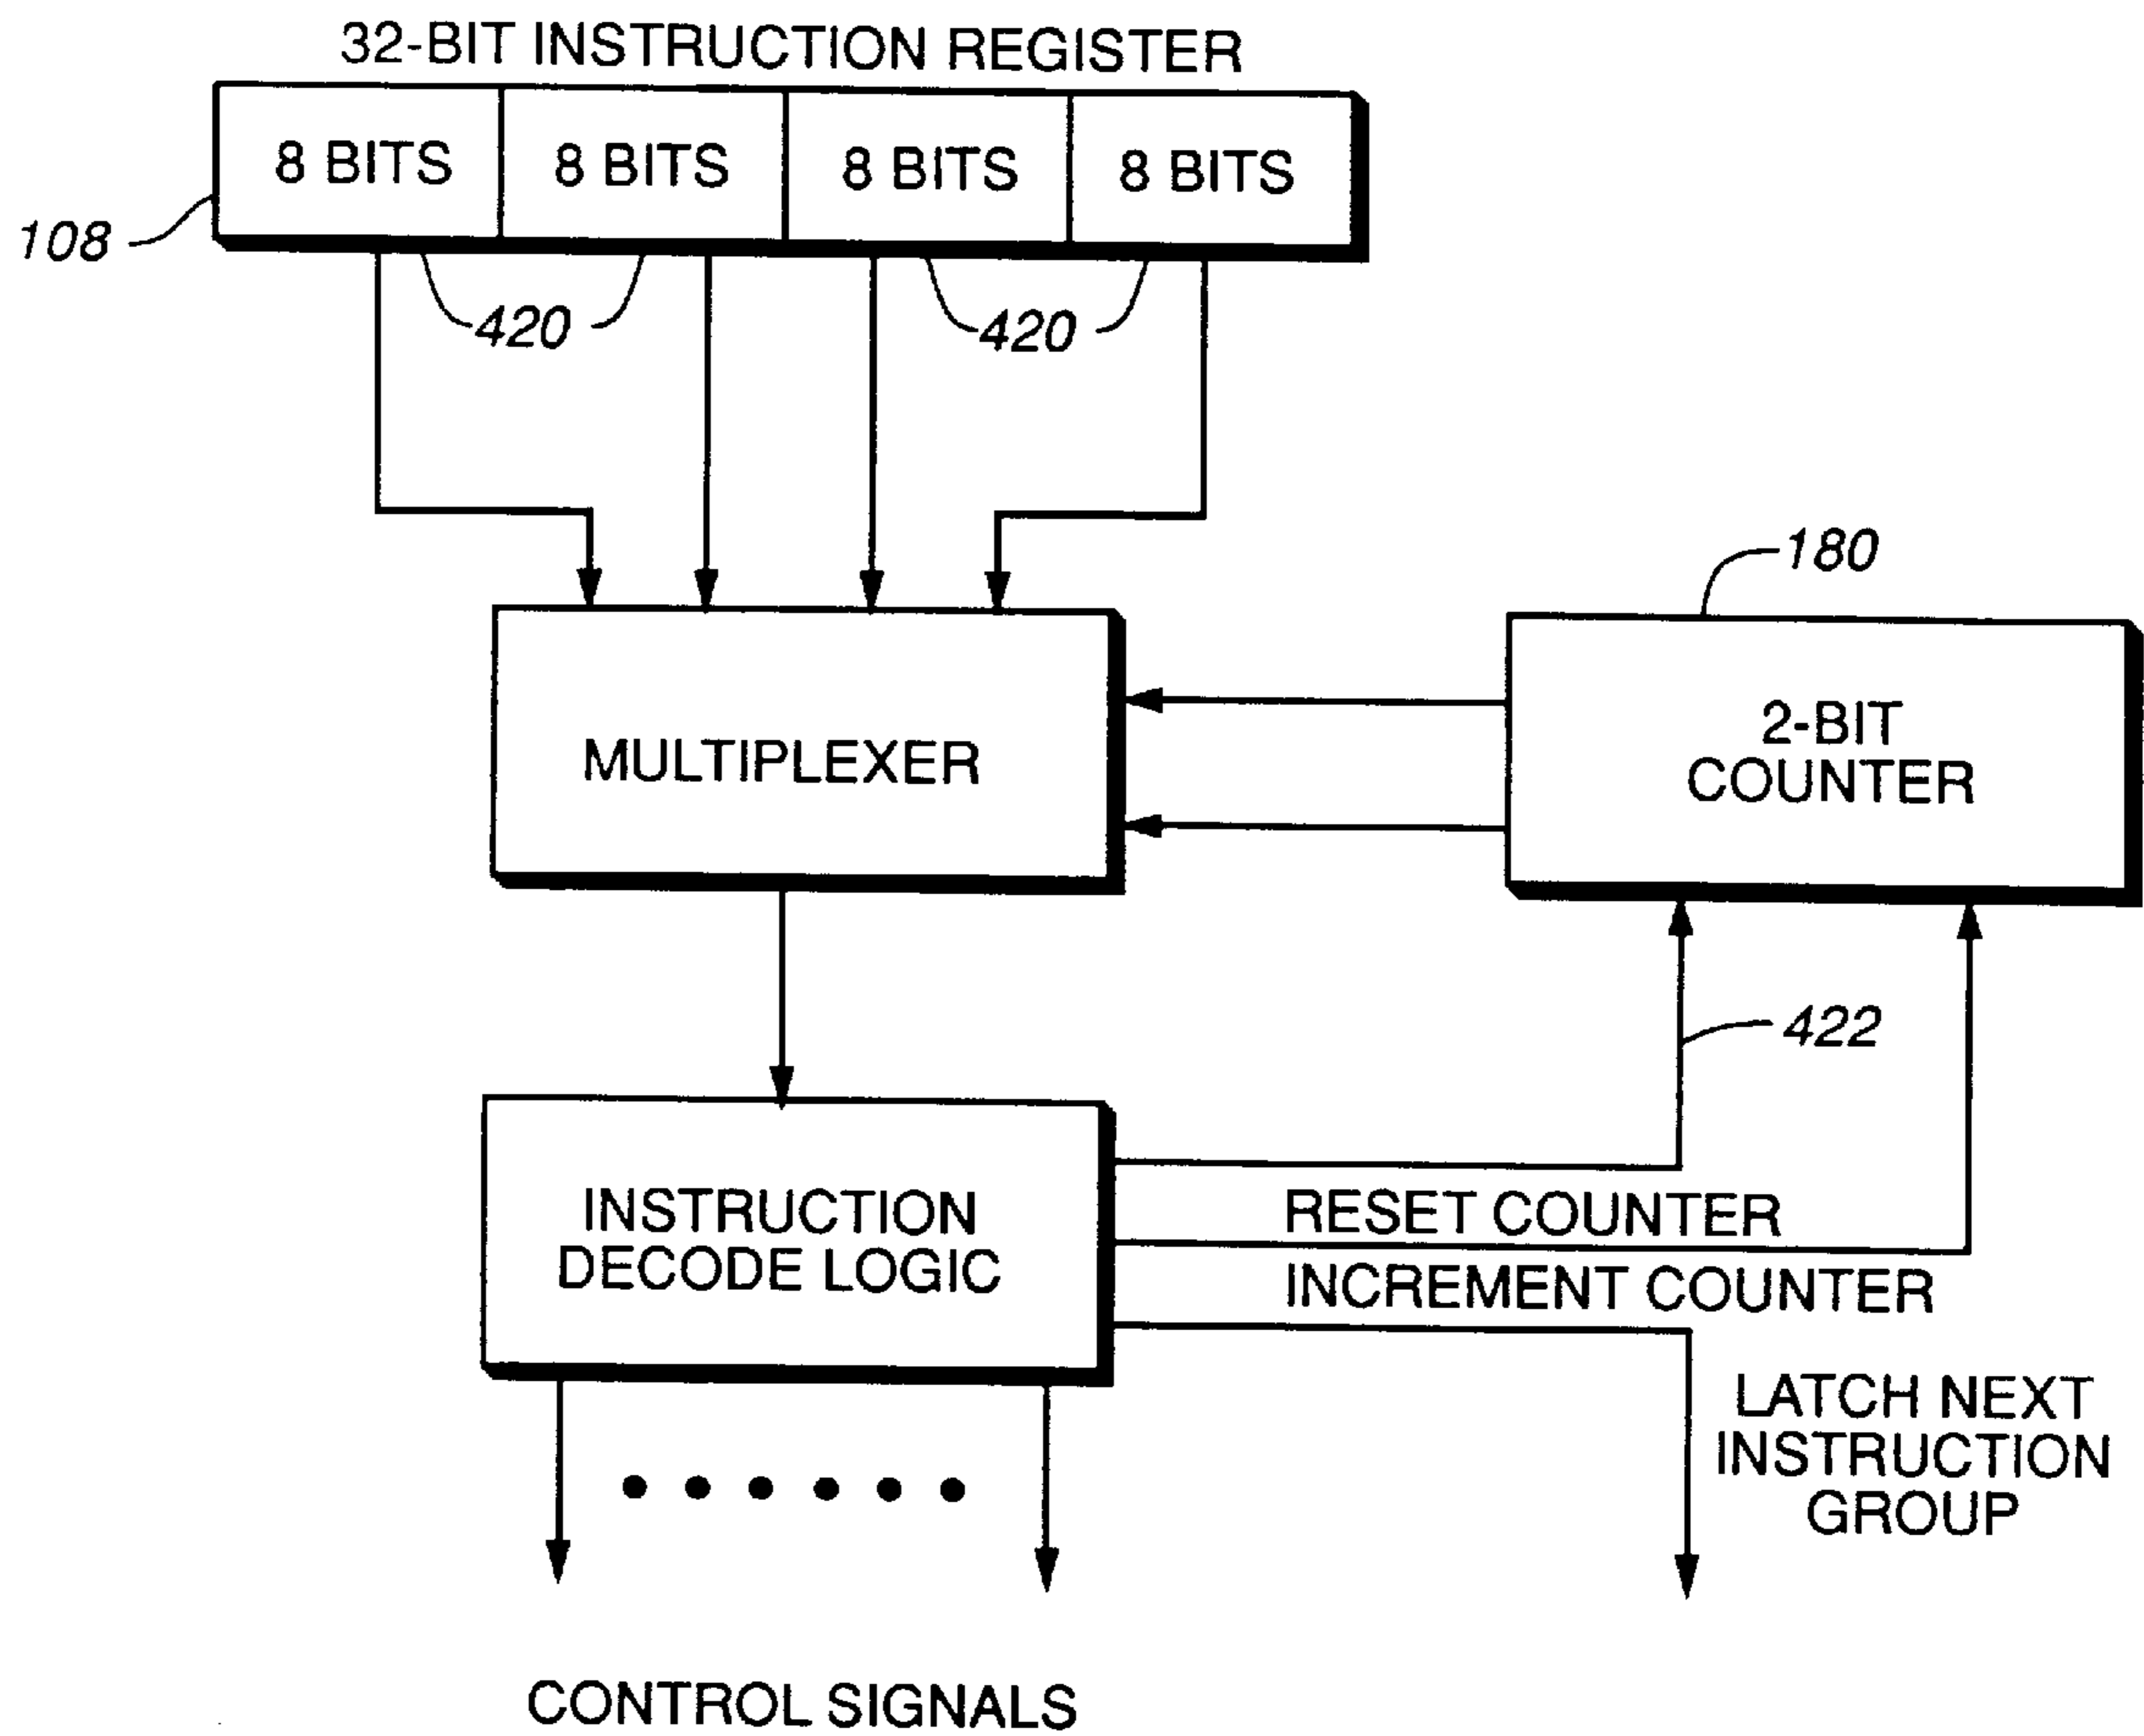 32-BIT INSTRUCTION REGISTER
8 BITS 8 BITS 8 BITS 8 BITS
108
420 420
180
MULTIPLEXER
2-BIT
COUNTER
422
INSTRUCTION
DECODE LOGIC
RESET COUNTER
INCREMENT COUNTER
LATCH NEXT
INSTRUCTION
GROUP
CONTROL SIGNALS